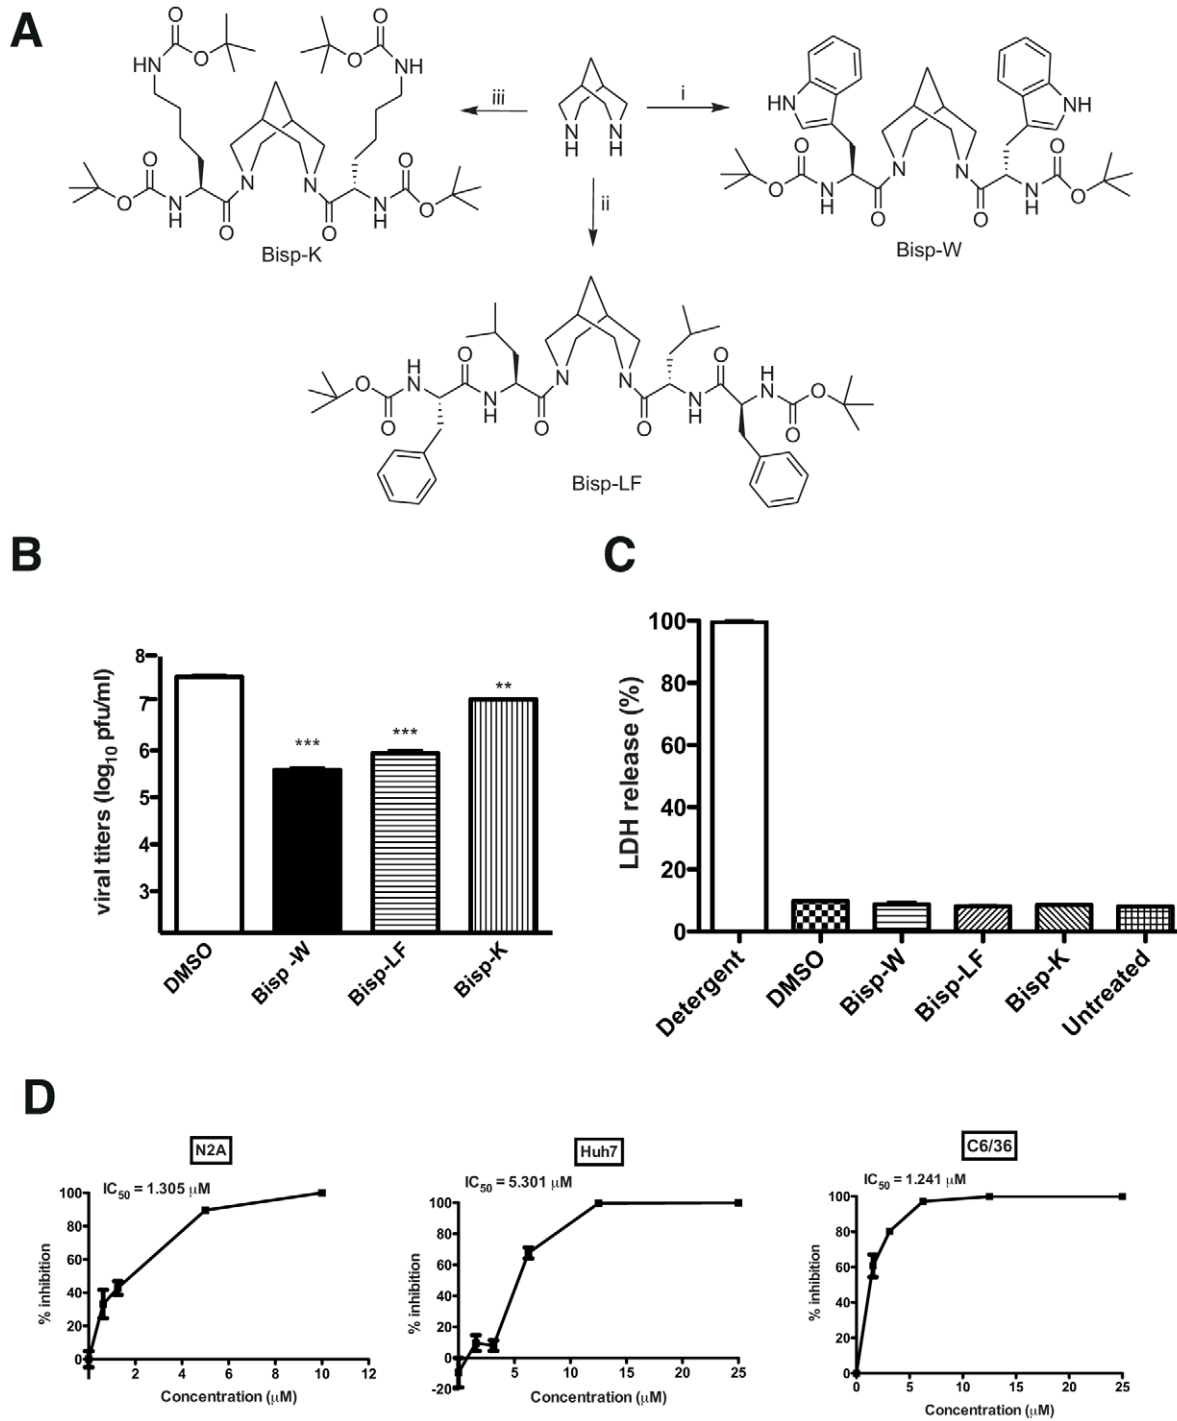 A
iii
i
ii
O
NH
O
O
O
HN
O
N
H
O
N
N
O
O
N
H
O
Bisp-K
N
H
N
H
HN
NH
O
O
N
H
O
N
N
O
O
N
H
O
Bisp-W
O
O
H
N
O
N
H
O
N
N
O
N
H
O
H
N
O
O
Bisp-LF
B
viral titers (log10 pfu/ml)
8
7
6
5
4
3
***
***
**
DMSO
Bisp -W
Bisp-LF
Bisp-K
C
LDH release (%)
100
80
60
40
20
0
Detergent
DMSO
Bisp-W
Bisp-LF
Bisp-K
Untreated
D
N2A
IC50 = 1.305 μM
% inhibition
100
80
60
40
20
0
2 4 6 8 10 12
Concentration (μM)
Huh7
IC50 = 5.301 μM
% inhibition
100
80
60
40
20
0
-20
5 10 15 20 25
Concentration (μM)
C6/36
IC50 = 1.241 μM
% inhibition
100
80
60
40
20
0
0 5 10 15 20 25
Concentration (μM)